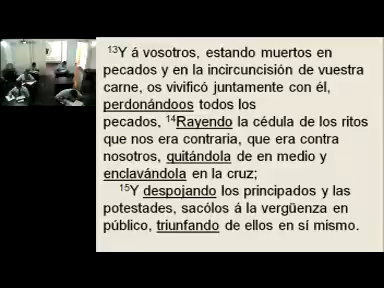 13Y á vosotros, estando muertos en
pecados y en la incircuncisión de vuestra
carne, os vivificó juntamente con él,
perdonándoos todos los
pecados, 14Rayendo la cédula de los ritos
que nos era contraria, que era contra
nosotros, quitándola de en medio y
enclavándola en la cruz;
15Y despojando los principados y las
potestades, sacólos á la vergüenza en
público, triunfando de ellos en sí mismo.